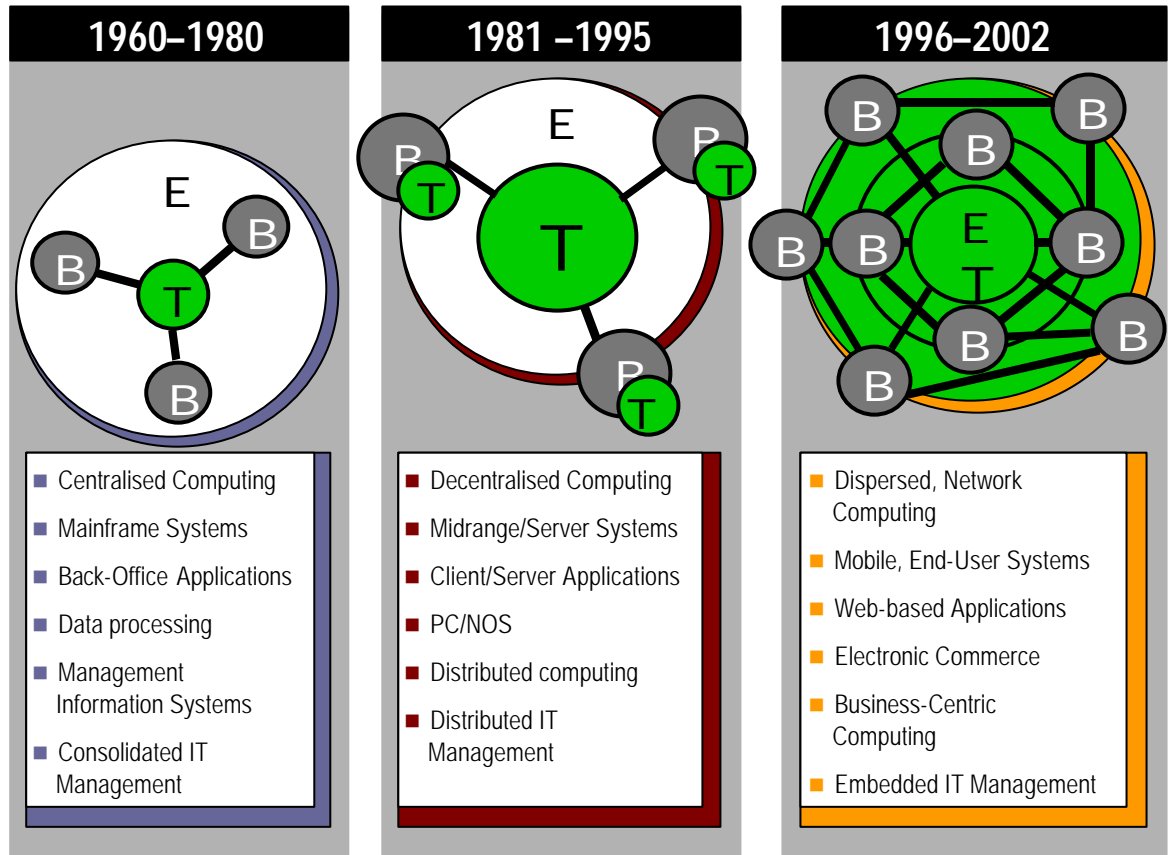 1960–1980
E
B
B
T
B
Centralised Computing
Mainframe Systems
Back-Office Applications
Data processing
Management
Information Systems
Consolidated IT
Management
1981 –1995
E
B
T
B
T
T
B
T
Decentralised Computing
Midrange/Server Systems
Client/Server Applications
PC/NOS
Distributed computing
Distributed IT
Management
1996–2002
B
B
B
B
B
E
T
B
B
B
B
Dispersed, Network
Computing
Mobile, End-User Systems
Web-based Applications
Electronic Commerce
Business-Centric
Computing
Embedded IT Management